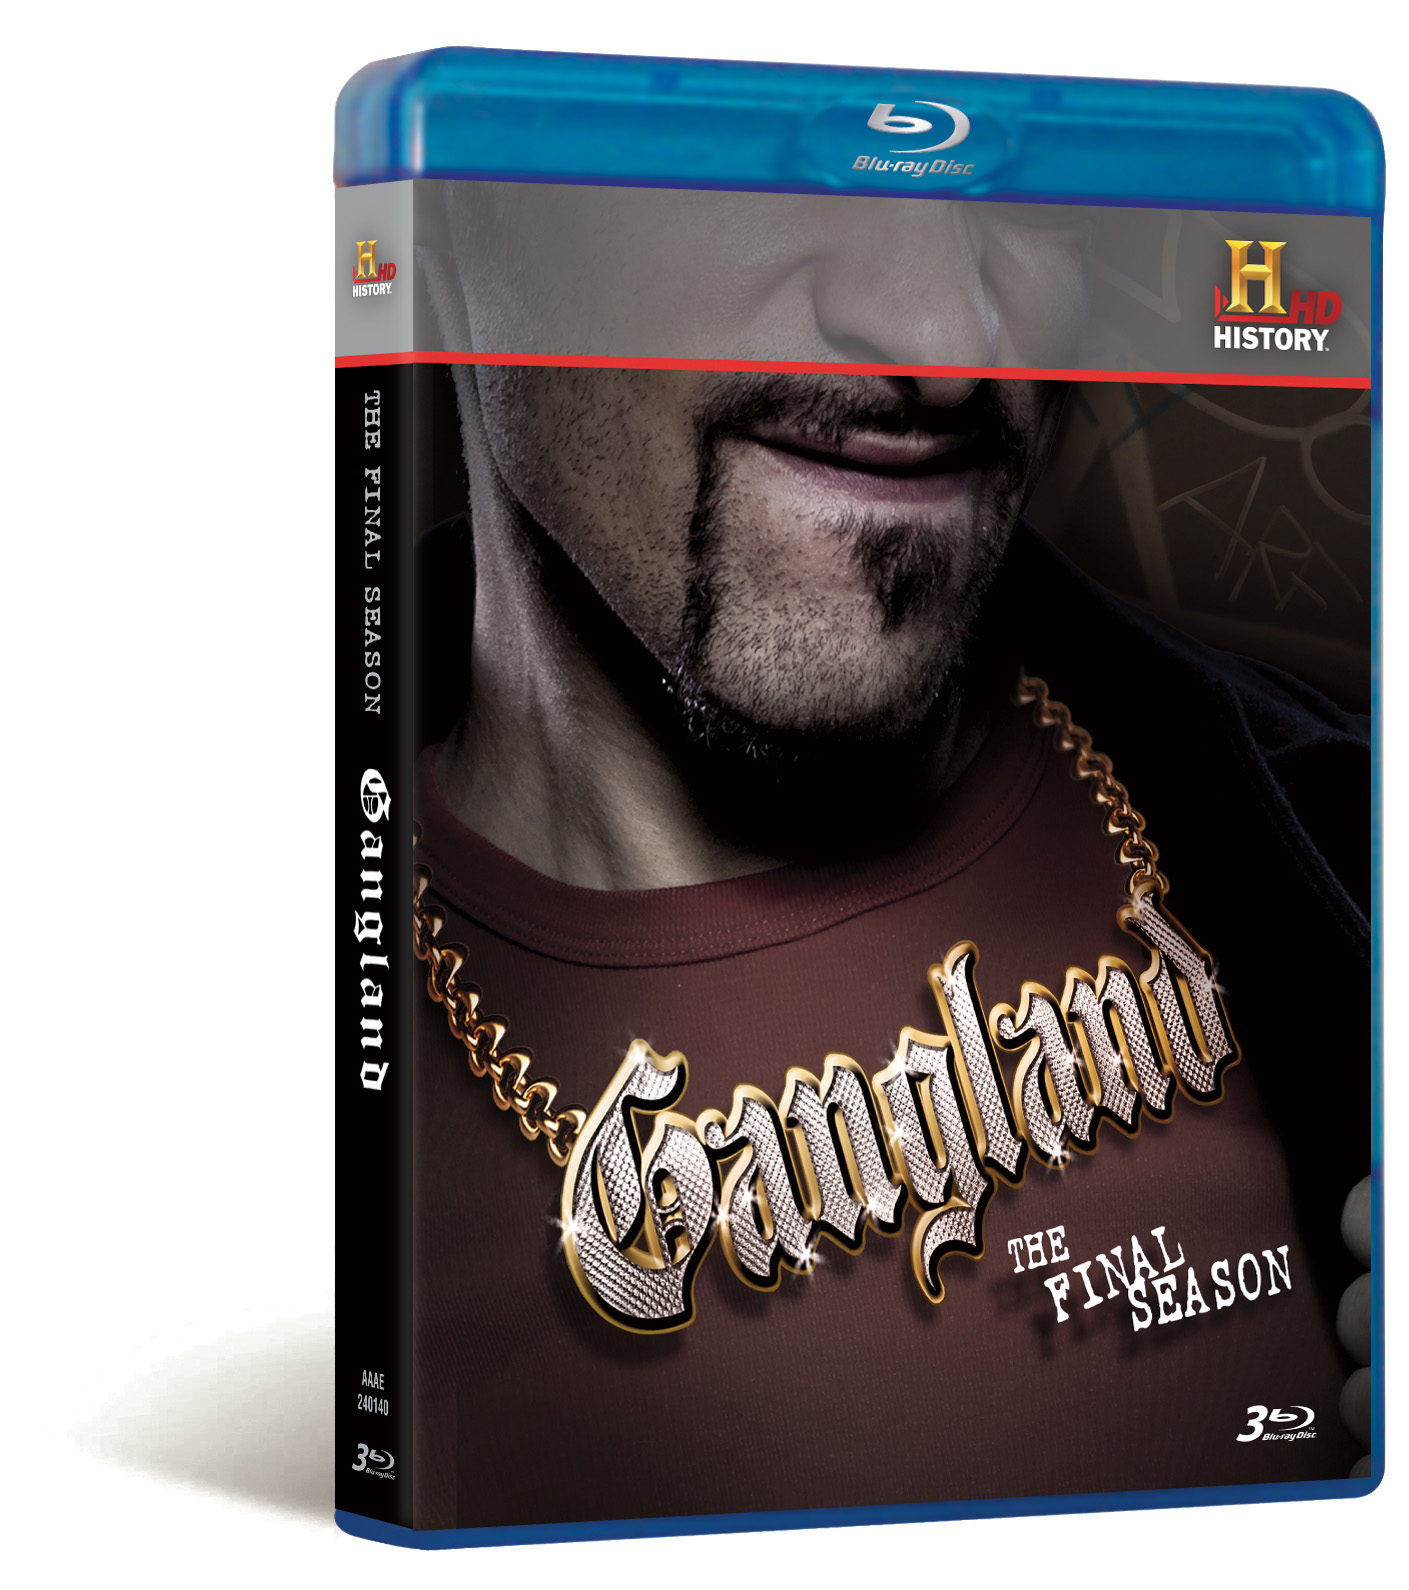 Blu-ray Disc
H HD
HISTORY
H HD
HISTORY
THE FINAL SEASON Gangland
Gangland
THE
FINAL
SEASON
AAAE
240140
3 Blu-ray Disc
3 Blu-ray Disc